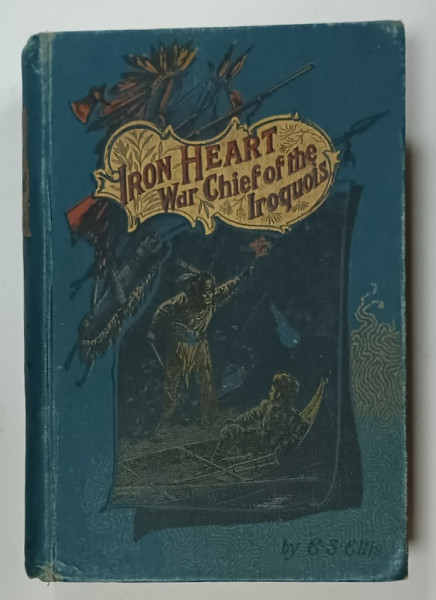 IRON HEART
War Chief of the
Iroquois
by E·S·Ellis